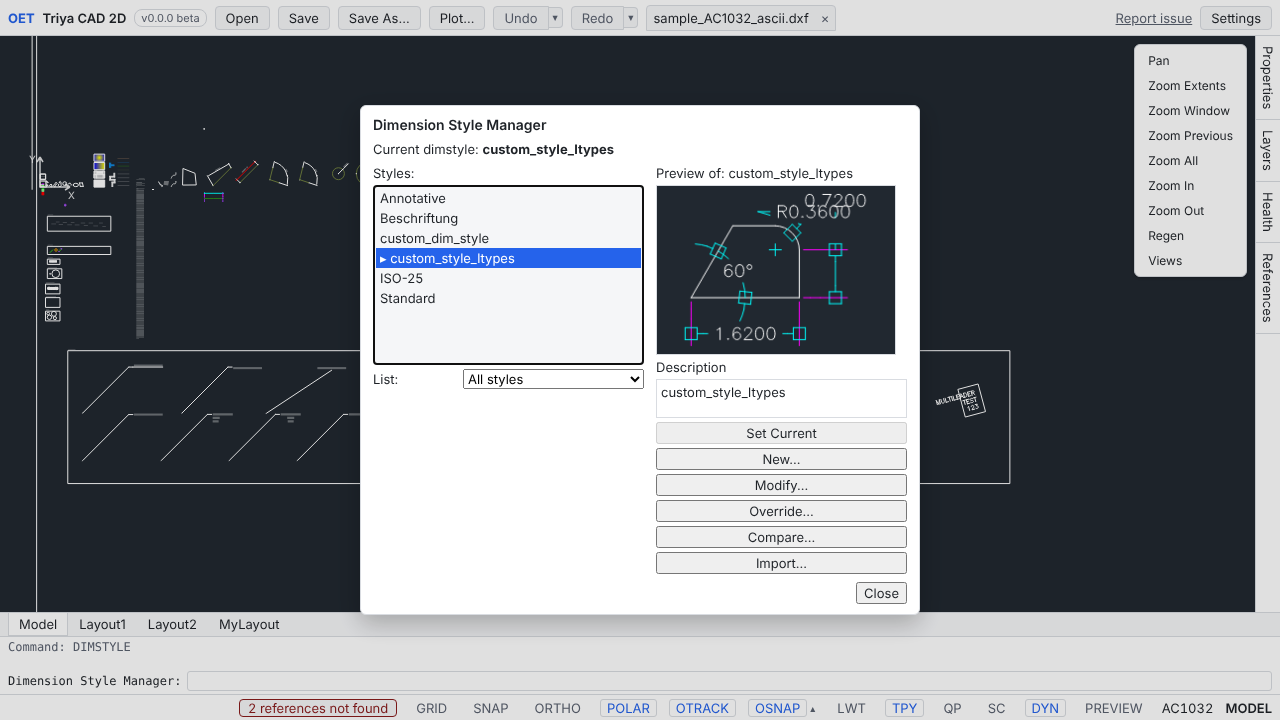 OET Triya CAD 2D v0.0.0 beta Open Save Save As... Plot... Undo ▾ Redo ▾ sample_AC1032_ascii.dxf × Report issue Settings
Pan
Zoom Extents
Zoom Window
Zoom Previous
Zoom All
Zoom In
Zoom Out
Regen
Views
Properties
Layers
Health
References
Dimension Style Manager
Current dimstyle: custom_style_ltypes
Styles:
Annotative
Beschriftung
custom_dim_style
▸ custom_style_ltypes
ISO-25
Standard
List: All styles
Preview of: custom_style_ltypes
0.7200
R0.3600
60°
1.6200
Description
custom_style_ltypes
Set Current
New...
Modify...
Override...
Compare...
Import...
Close
Y
X
MULTILEADER
TEST
123
Model Layout1 Layout2 MyLayout
Command: DIMSTYLE
Dimension Style Manager:
2 references not found GRID SNAP ORTHO POLAR OTRACK OSNAP ▴ LWT TPY QP SC DYN PREVIEW AC1032 MODEL